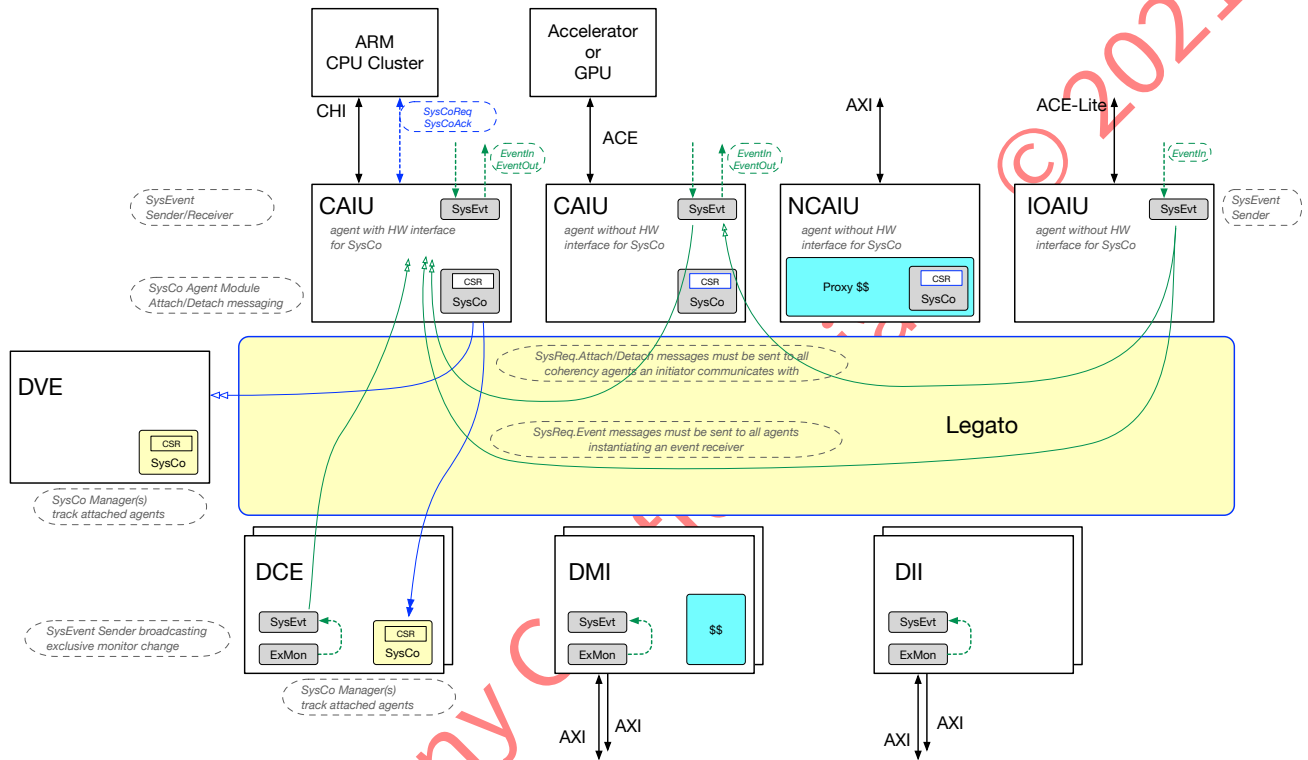 ARM
CPU Cluster
Accelerator
or
GPU
CHI
SysCoReq
SysCoAck
ACE
AXI
ACE-Lite
EventIn
EventOut
EventIn
EventOut
EventIn
SysEvent
Sender/Receiver
CAIU
SysEvt
agent with HW interface
for SysCo
CSR
SysCo
CAIU
SysEvt
agent without HW
interface for SysCo
CSR
SysCo
NCAIU
agent without HW
interface for SysCo)
Proxy $$
CSR
SysCo
IOAIU
SysEvt
agent without HW
interface for SysCo)
SysEvent
Sender
SysCo Agent Module
Attach/Detach messaging
DVE
CSR
SysCo
SysCo Manager(s)
track attached agents
SysReq.Attach/Detach messages must be sent to all
coherency agents an initiator communicates with
SysReq.Event messages must be sent to all agents
instantiating an event receiver
Legato
DCE
SysEvt
ExMon
CSR
SysCo
SysEvent Sender broadcasting
exclusive monitor change
SysCo Manager(s)
track attached agents
DMI
SysEvt
ExMon
$$
AXI
AXI
DII
SysEvt
ExMon
AXI
AXI
© 2021